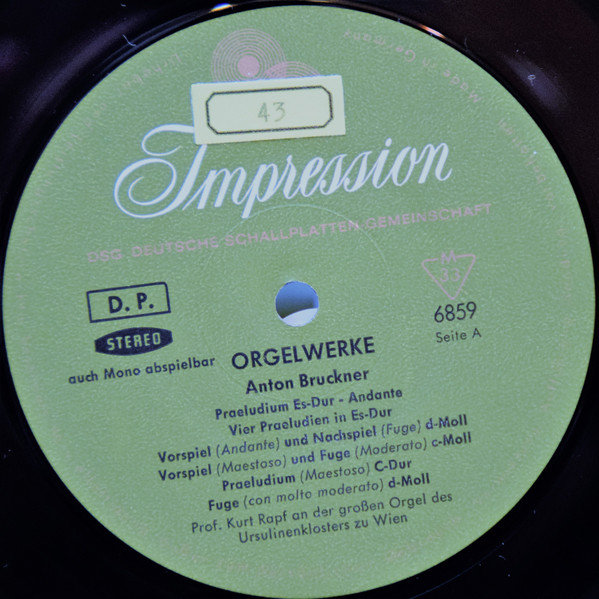 Made in Germany
43
Impression
DSG DEUTSCHE SCHALLPLATTEN-GEMEINSCHAFT
D. P.
M
33
STEREO
6859
auch Mono abspielbar
Seite A
ORGELWERKE
Anton Bruckner
Praeludium Es-Dur - Andante
Vier Praeludien in Es-Dur
Vorspiel (Andante) und Nachspiel (Fuge) d-Moll
Vorspiel (Maestoso) und Fuge (Moderato) c-Moll
Praeludium (Maestoso) C-Dur
Fuge (con molto moderato) d-Moll
Prof. Kurt Rapf an der großen Orgel des
Ursulinenklosters zu Wien